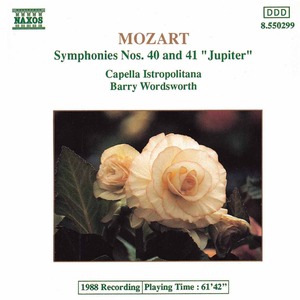 NAXOS
DDD
8.550299
MOZART
Symphonies Nos. 40 and 41 "Jupiter"
Capella Istropolitana
Barry Wordsworth
1988 Recording
Playing Time : 61'42"